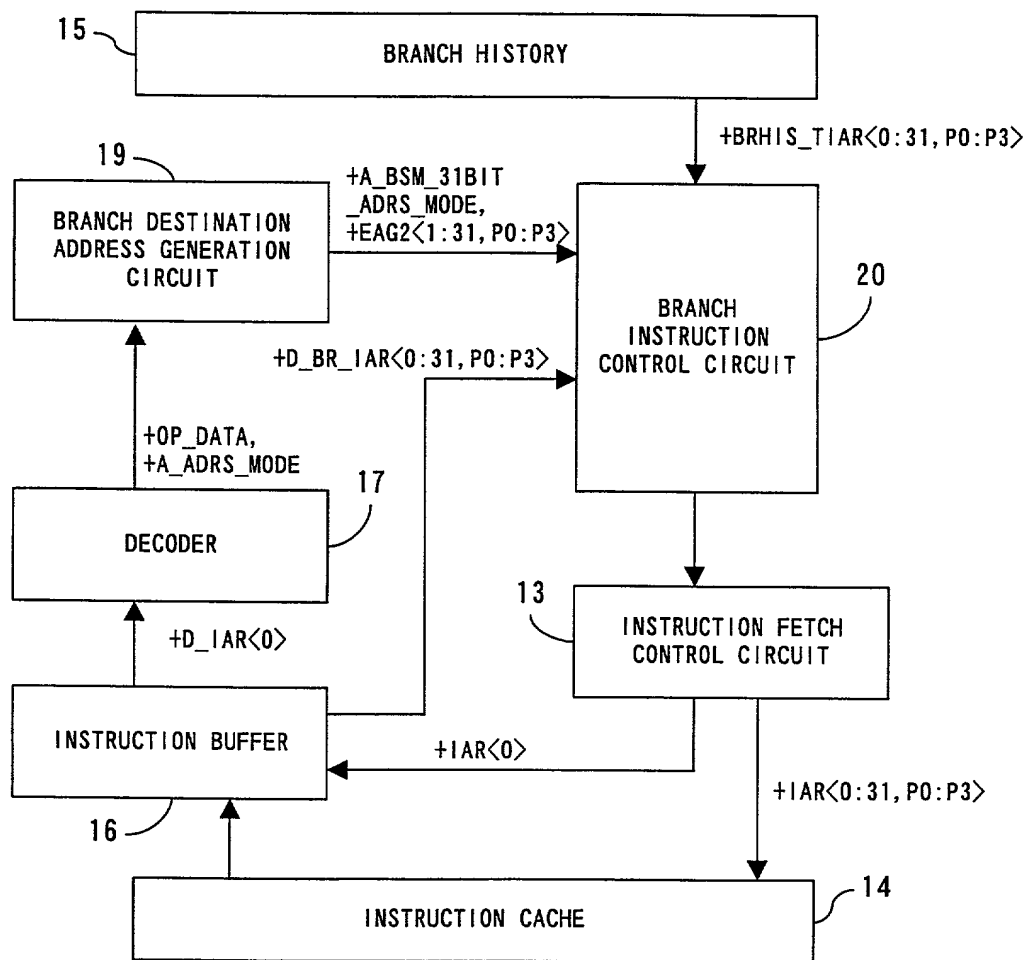 15
BRANCH HISTORY
+BRHIS_TIAR<0:31,P0:P3>
19
BRANCH DESTINATION
ADDRESS GENERATION
CIRCUIT
+A_BSM_31BIT
_ADRS_MODE,
+EAG2<1:31,P0:P3>
BRANCH
INSTRUCTION
CONTROL CIRCUIT
20
+D_BR_IAR<0:31,P0:P3>
+OP_DATA,
+A_ADRS_MODE
17
DECODER
13
INSTRUCTION FETCH
CONTROL CIRCUIT
+D_IAR<0>
INSTRUCTION BUFFER
+IAR<0>
+IAR<0:31,P0:P3>
16
14
INSTRUCTION CACHE